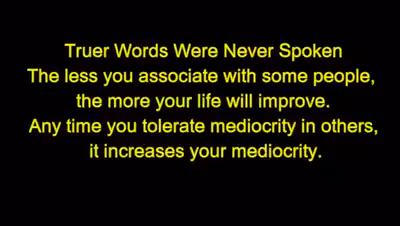 Truer Words Were Never Spoken
The less you associate with some people,
the more your life will improve.
Any time you tolerate mediocrity in others,
it increases your mediocrity.